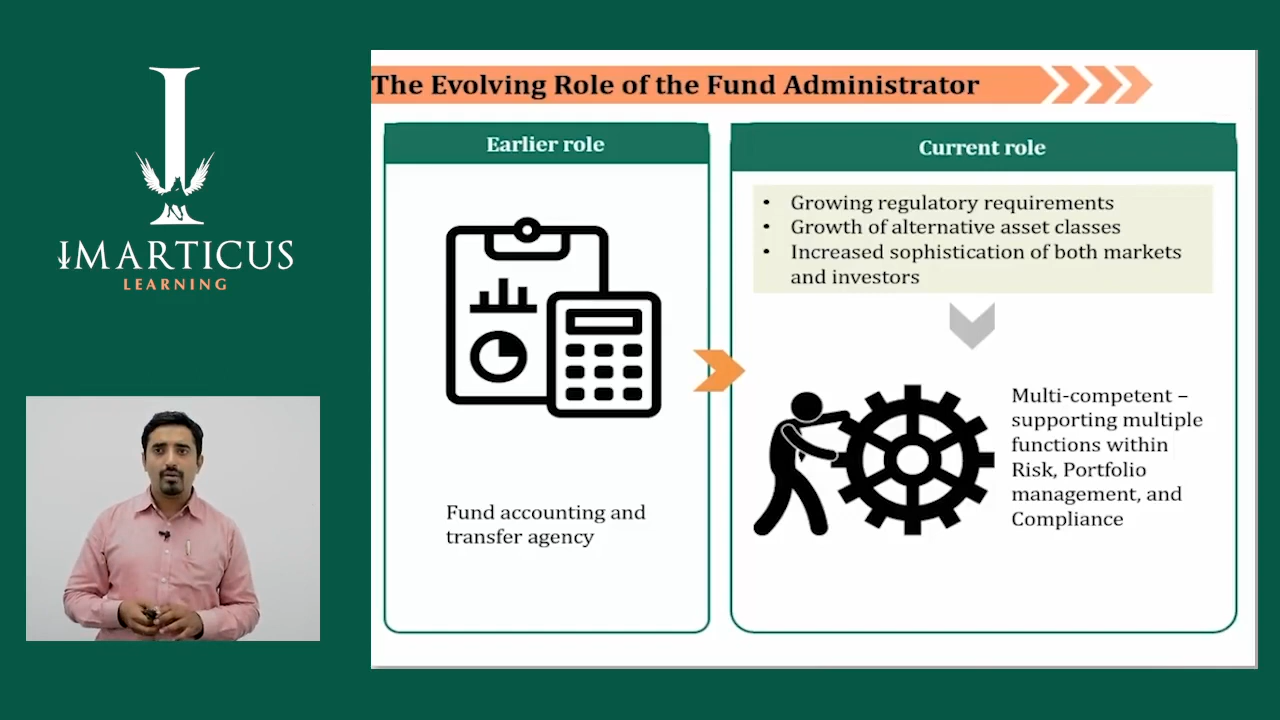 IMARTICUS
LEARNING
The Evolving Role of the Fund Administrator
Earlier role
Fund accounting and
transfer agency
Current role
• Growing regulatory requirements
• Growth of alternative asset classes
• Increased sophistication of both markets
and investors
Multi-competent –
supporting multiple
functions within
Risk, Portfolio
management, and
Compliance